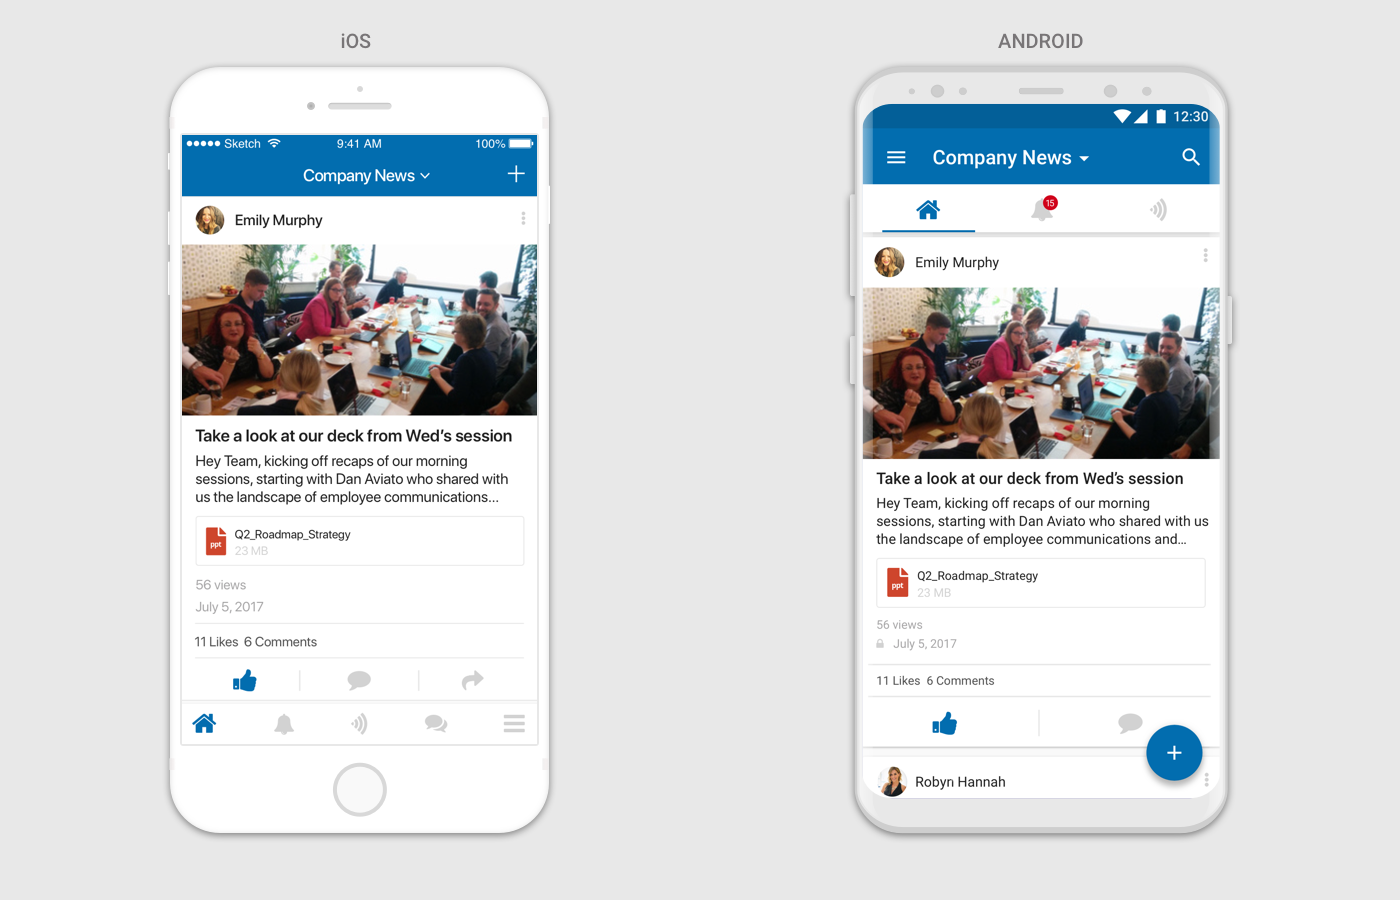 iOS
Sketch
9:41 AM
100%
Company News
Emily Murphy
Take a look at our deck from Wed's session
Hey Team, kicking off recaps of our morning
sessions, starting with Dan Aviato who shared with
us the landscape of employee communications...
ppt
Q2_Roadmap_Strategy
23 MB
56 views
July 5, 2017
11 Likes 6 Comments
ANDROID
12:30
Company News
15
Emily Murphy
Take a look at our deck from Wed's session
Hey Team, kicking off recaps of our morning
sessions, starting with Dan Aviato who shared with us
the landscape of employee communications and...
ppt
Q2_Roadmap_Strategy
23 MB
56 views
July 5, 2017
11 Likes 6 Comments
Robyn Hannah